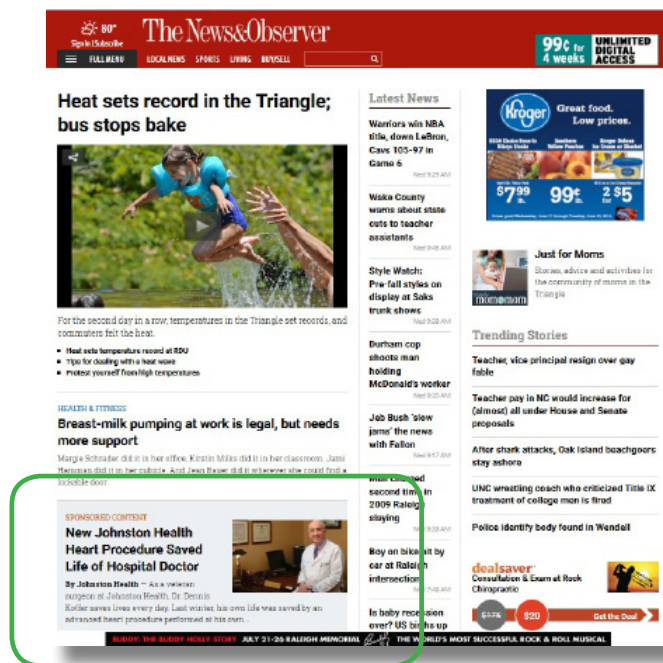 80°
Sign In | Subscribe
The News&Observer
FULL MENU
LOCAL NEWS SPORTS LIVING BUY&SELL
99¢ for
4 weeks
UNLIMITED
DIGITAL
ACCESS
Heat sets record in the Triangle;
bus stops bake
For the second day in a row, temperatures in the Triangle set records, and
commuters felt the heat.
Heat sets temperature record at RDU
Tips for dealing with a heat wave
Protect yourself from high temperatures
HEALTH & FITNESS
Breast-milk pumping at work is legal, but needs
more support
Margie Schrader did it in her office. Kirstin Milks did it in her classroom. Jami
Harsman did it in her cubicle. And Jean Bauer did it wherever she could find a
lockable door.
SPONSORED CONTENT
New Johnston Health
Heart Procedure Saved
Life of Hospital Doctor
By Johnston Health — As a veteran
surgeon at Johnston Health, Dr. Dennis
Koffer saves lives every day. Last winter, his own life was saved by an
advanced heart procedure performed at his own...
Latest News
Warriors win NBA
title, down LeBron,
Cavs 105-97 in
Game 6
Wake County
warns about state
cuts to teacher
assistants
Style Watch:
Pre-fall styles on
display at Saks
trunk shows
Durham cop
shoots man
holding
McDonald's worker
Jeb Bush 'slow
jams' the news
with Fallon
Wed 9:17 AM
Man charged
second time in
2009 Raleigh
slaying
Boy on bike hit by
car at Raleigh
intersection
Is baby recession
over? US births up
Kroger
Great food.
Low prices.
$7.99
99¢
2 for $5
Just for Moms
Stories, advice and activities for
the community of moms in the
Triangle
mom2mom
Trending Stories
Teacher, vice principal resign over gay
fable
Teacher pay in NC would increase for
(almost) all under House and Senate
proposals
After shark attacks, Oak Island beachgoers
stay ashore
UNC wrestling coach who criticized Title IX
treatment of college men is fired
Police identify body found in Wendell
dealsaver
Consultation & Exam at Rock
Chiropractic
$175
$20
Get the Deal
BUDDY: THE BUDDY HOLLY STORY JULY 21-26 RALEIGH MEMORIAL
THE WORLD'S MOST SUCCESSFUL ROCK & ROLL MUSICAL